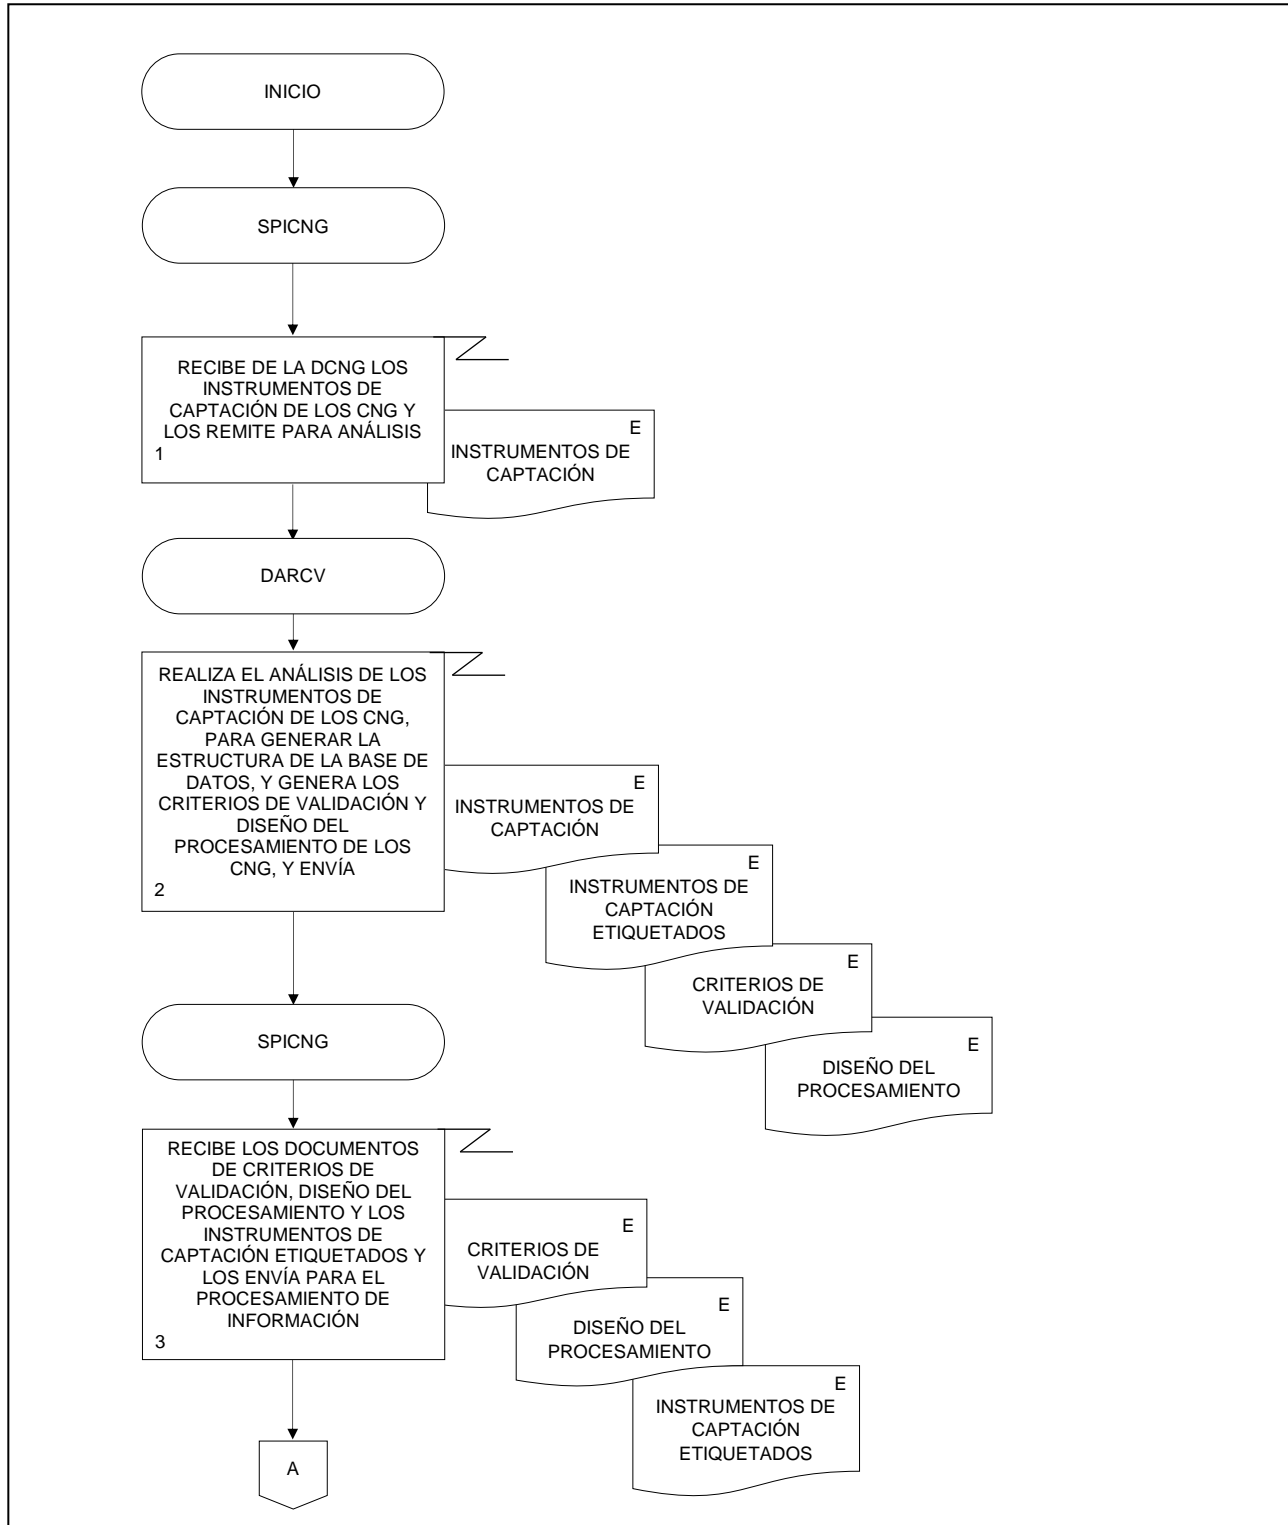 INICIO
SPICNG
RECIBE DE LA DCNG LOS
INSTRUMENTOS DE
CAPTACIÓN DE LOS CNG Y
LOS REMITE PARA ANÁLISIS
1
E
INSTRUMENTOS DE
CAPTACIÓN
DARCV
REALIZA EL ANÁLISIS DE LOS
INSTRUMENTOS DE
CAPTACIÓN DE LOS CNG,
PARA GENERAR LA
ESTRUCTURA DE LA BASE DE
DATOS, Y GENERA LOS
CRITERIOS DE VALIDACIÓN Y
DISEÑO DEL
PROCESAMIENTO DE LOS
CNG, Y ENVÍA
2
E
INSTRUMENTOS DE
CAPTACIÓN
E
INSTRUMENTOS DE
CAPTACIÓN
ETIQUETADOS
E
CRITERIOS DE
VALIDACIÓN
E
DISEÑO DEL
PROCESAMIENTO
SPICNG
RECIBE LOS DOCUMENTOS
DE CRITERIOS DE
VALIDACIÓN, DISEÑO DEL
PROCESAMIENTO Y LOS
INSTRUMENTOS DE
CAPTACIÓN ETIQUETADOS Y
LOS ENVÍA PARA EL
PROCESAMIENTO DE
INFORMACIÓN
3
E
CRITERIOS DE
VALIDACIÓN
E
DISEÑO DEL
PROCESAMIENTO
E
INSTRUMENTOS DE
CAPTACIÓN
ETIQUETADOS
A